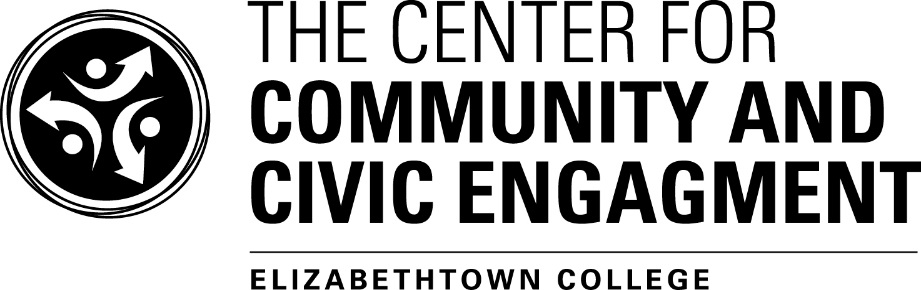 THE CENTER FOR
COMMUNITY AND
CIVIC ENGAGMENT
ELIZABETHTOWN COLLEGE